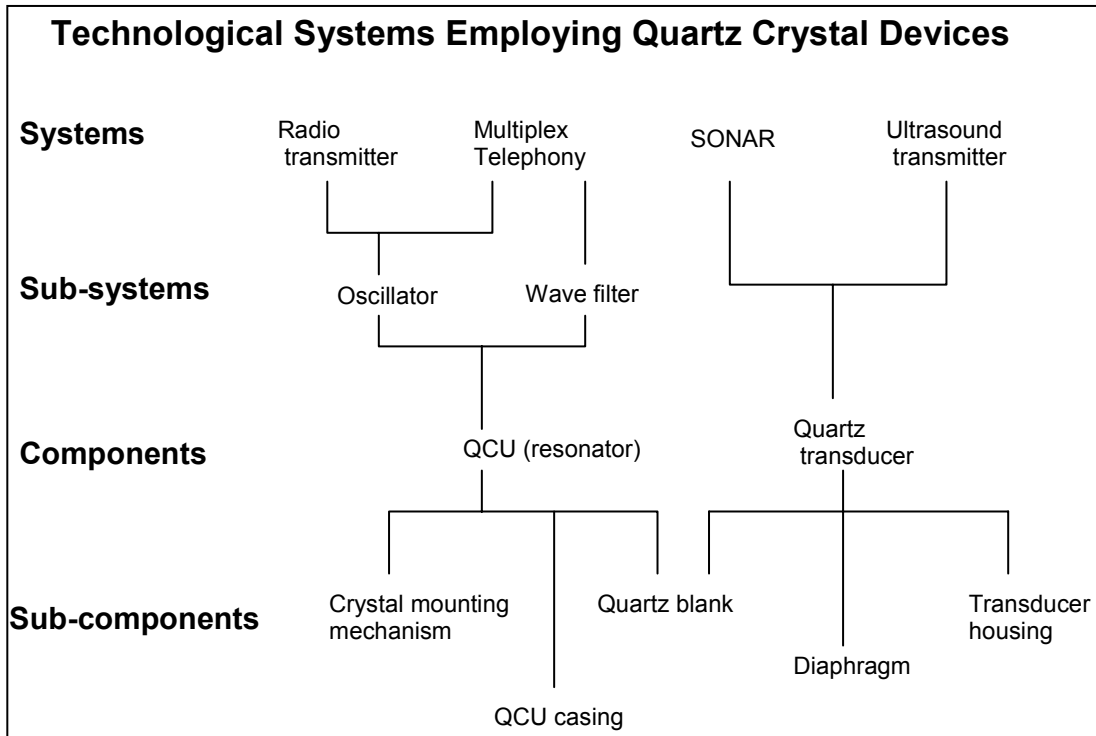 Technological Systems Employing Quartz Crystal Devices
Systems
Radio
transmitter
Multiplex
Telephony
SONAR
Ultrasound
transmitter
Sub-systems
Oscillator
Wave filter
Components
QCU (resonator)
Quartz
transducer
Sub-components
Crystal mounting
mechanism
Quartz blank
Transducer
housing
Diaphragm
QCU casing